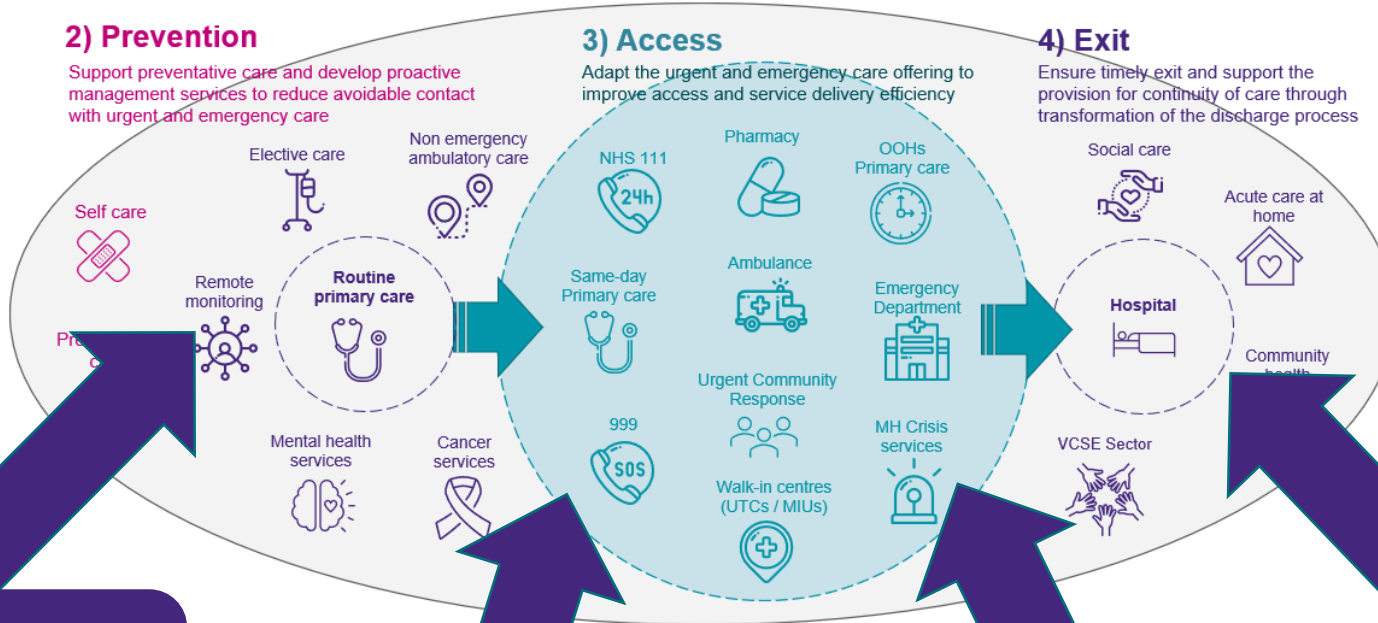 2) Prevention
Support preventative care and develop proactive
management services to reduce avoidable contact
with urgent and emergency care
Elective care
Non emergency
ambulatory care
Self care
Remote
monitoring
Routine
primary care
Mental health
services
Cancer
services
3) Access
Adapt the urgent and emergency care offering to
improve access and service delivery efficiency
NHS 111
24h
Pharmacy
OOHs
Primary care
Same-day
Primary care
Ambulance
Emergency
Department
Urgent Community
Response
999
SOS
MH Crisis
services
Walk-in centres
(UTCs / MIUs)
4) Exit
Ensure timely exit and support the
provision for continuity of care through
transformation of the discharge process
Social care
Acute care at
home
Hospital
Community
health
VCSE Sector